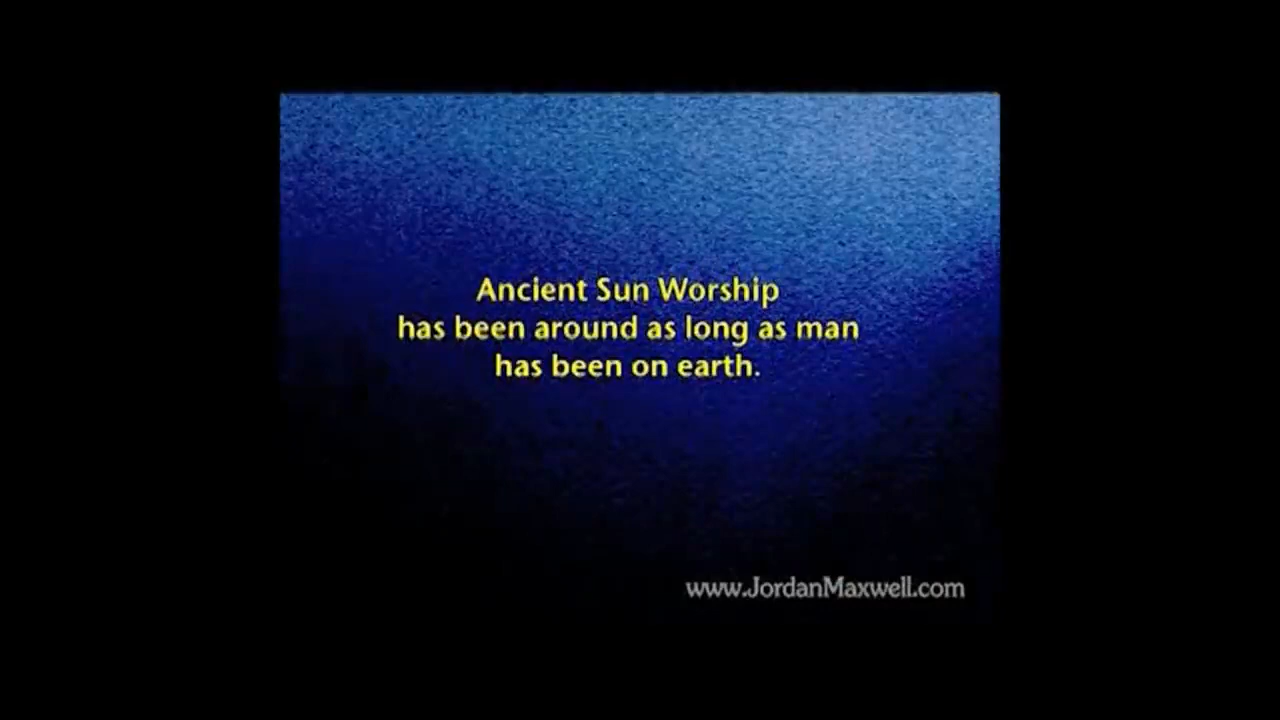 Ancient Sun Worship
has been around as long as man
has been on earth.
www.JordanMaxwell.com